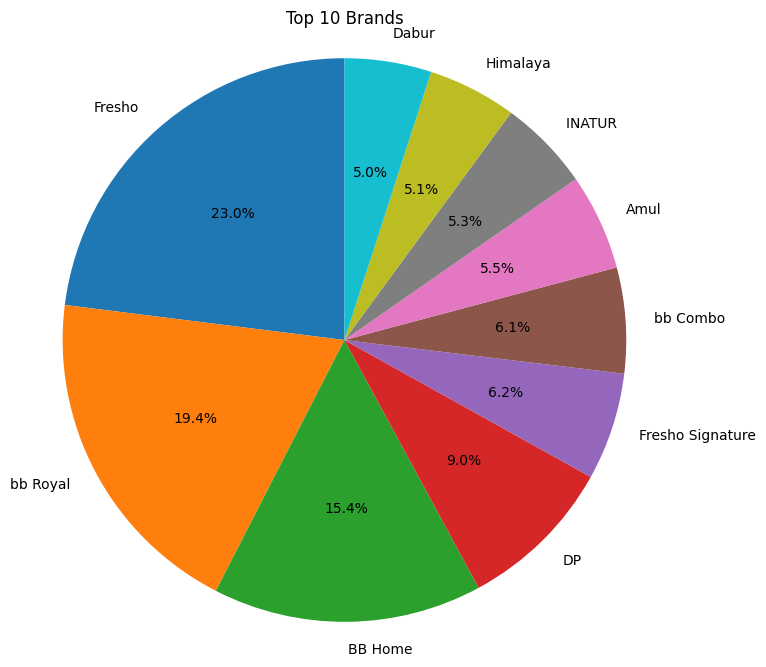 Top 10 Brands
Dabur
Himalaya
INATUR
Amul
bb Combo
Fresho Signature
DP
BB Home
bb Royal
Fresho
5.0%
5.1%
5.3%
5.5%
6.1%
6.2%
9.0%
15.4%
19.4%
23.0%